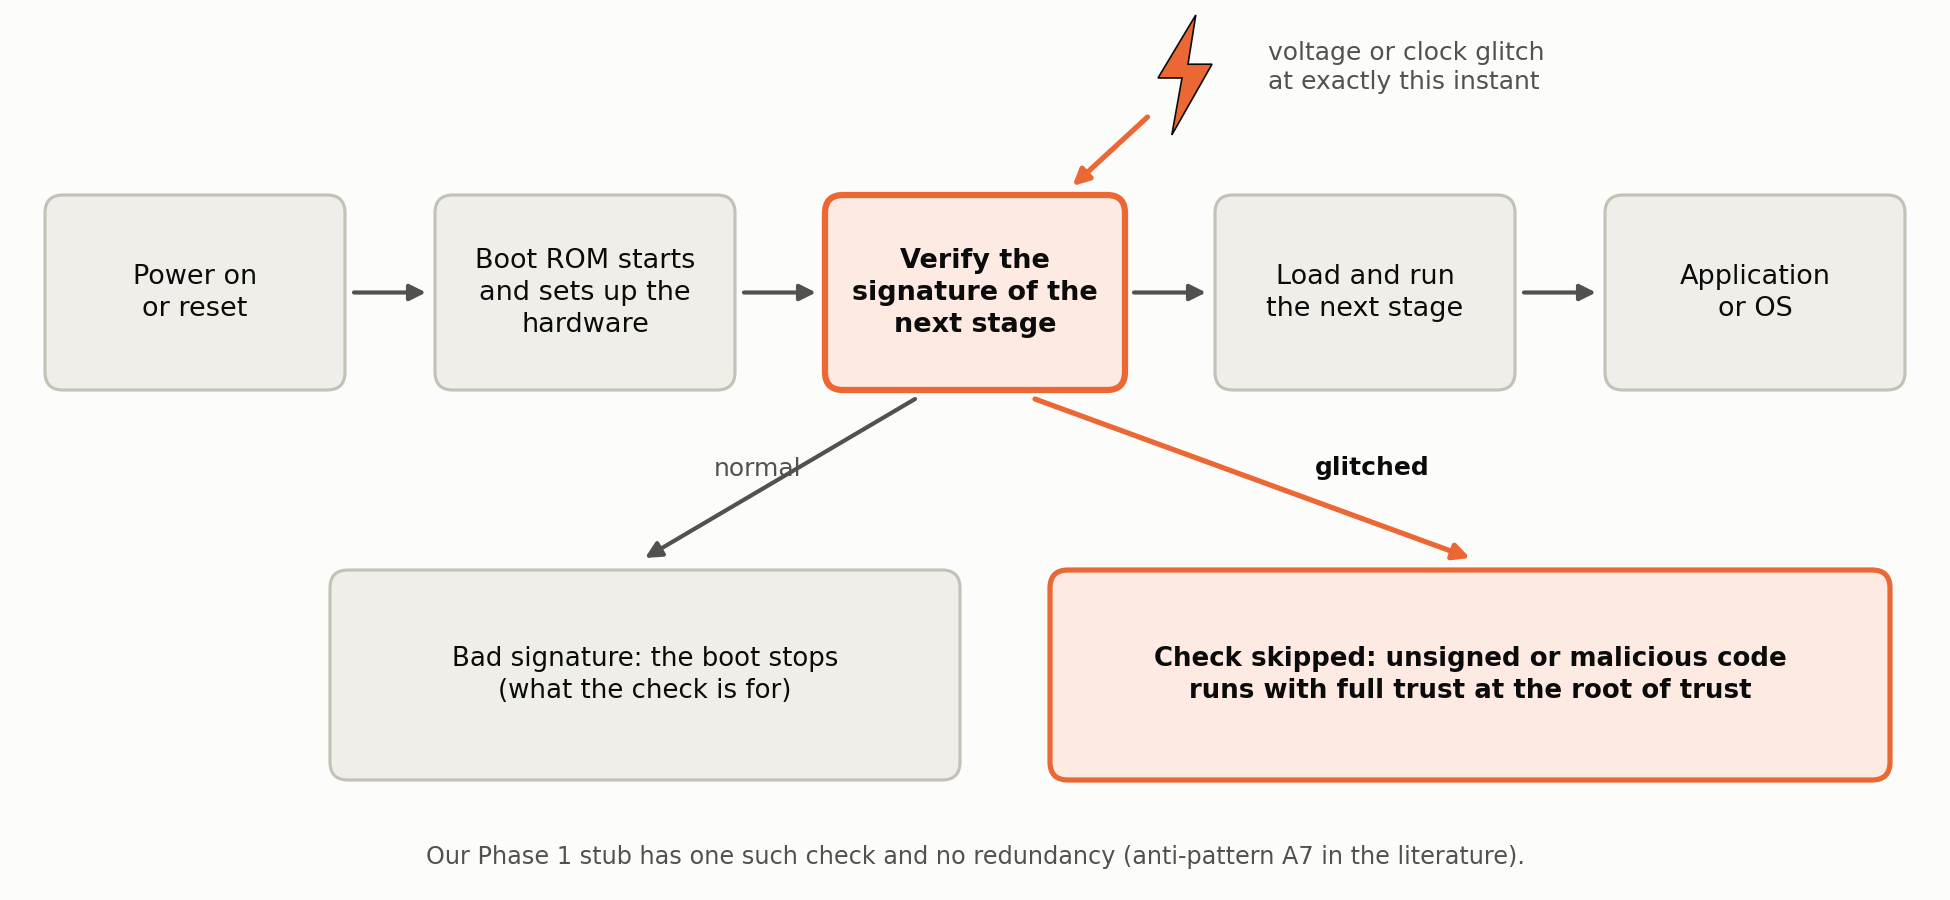 voltage or clock glitch
at exactly this instant
Power on
or reset
Boot ROM starts
and sets up the
hardware
Verify the
signature of the
next stage
Load and run
the next stage
Application
or OS
normal
glitched
Bad signature: the boot stops
(what the check is for)
Check skipped: unsigned or malicious code
runs with full trust at the root of trust
Our Phase 1 stub has one such check and no redundancy (anti-pattern A7 in the literature).